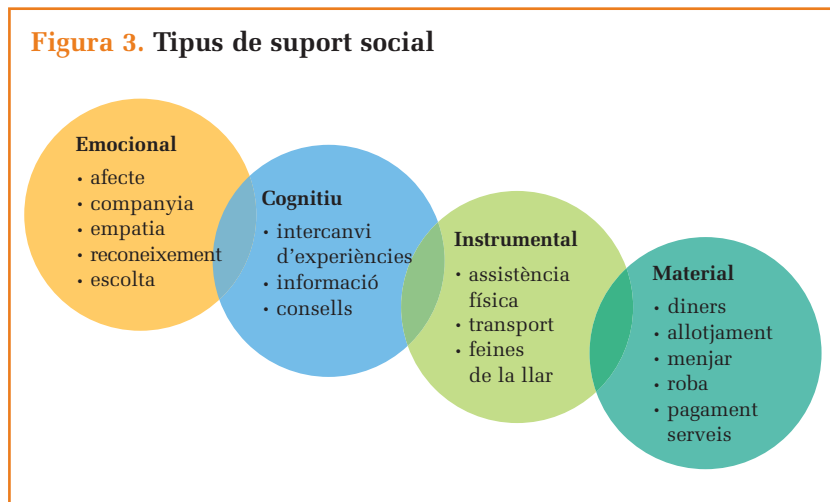 Figura 3. Tipus de suport social
Emocional
· afecte
· companyia
· empatia
· reconeixement
· escolta
Cognitiu
· intercanvi
d’experiències
· informació
· consells
Instrumental
· assistència
física
· transport
· feines
de la llar
Material
· diners
· allotjament
· menjar
· roba
· pagament
serveis